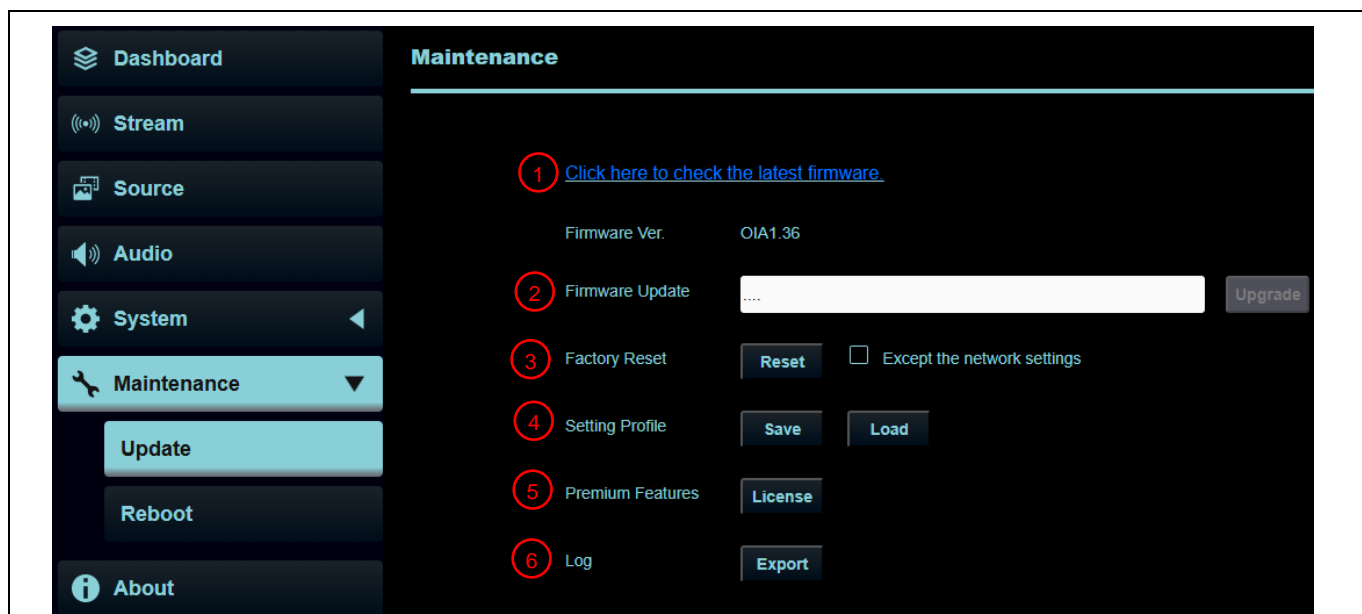 Dashboard
Stream
Source
Audio
System
Maintenance
Update
Reboot
About
Maintenance
1 Click here to check the latest firmware.
Firmware Ver. OIA1.36
2 Firmware Update .... Upgrade
3 Factory Reset Reset Except the network settings
4 Setting Profile Save Load
5 Premium Features License
6 Log Export